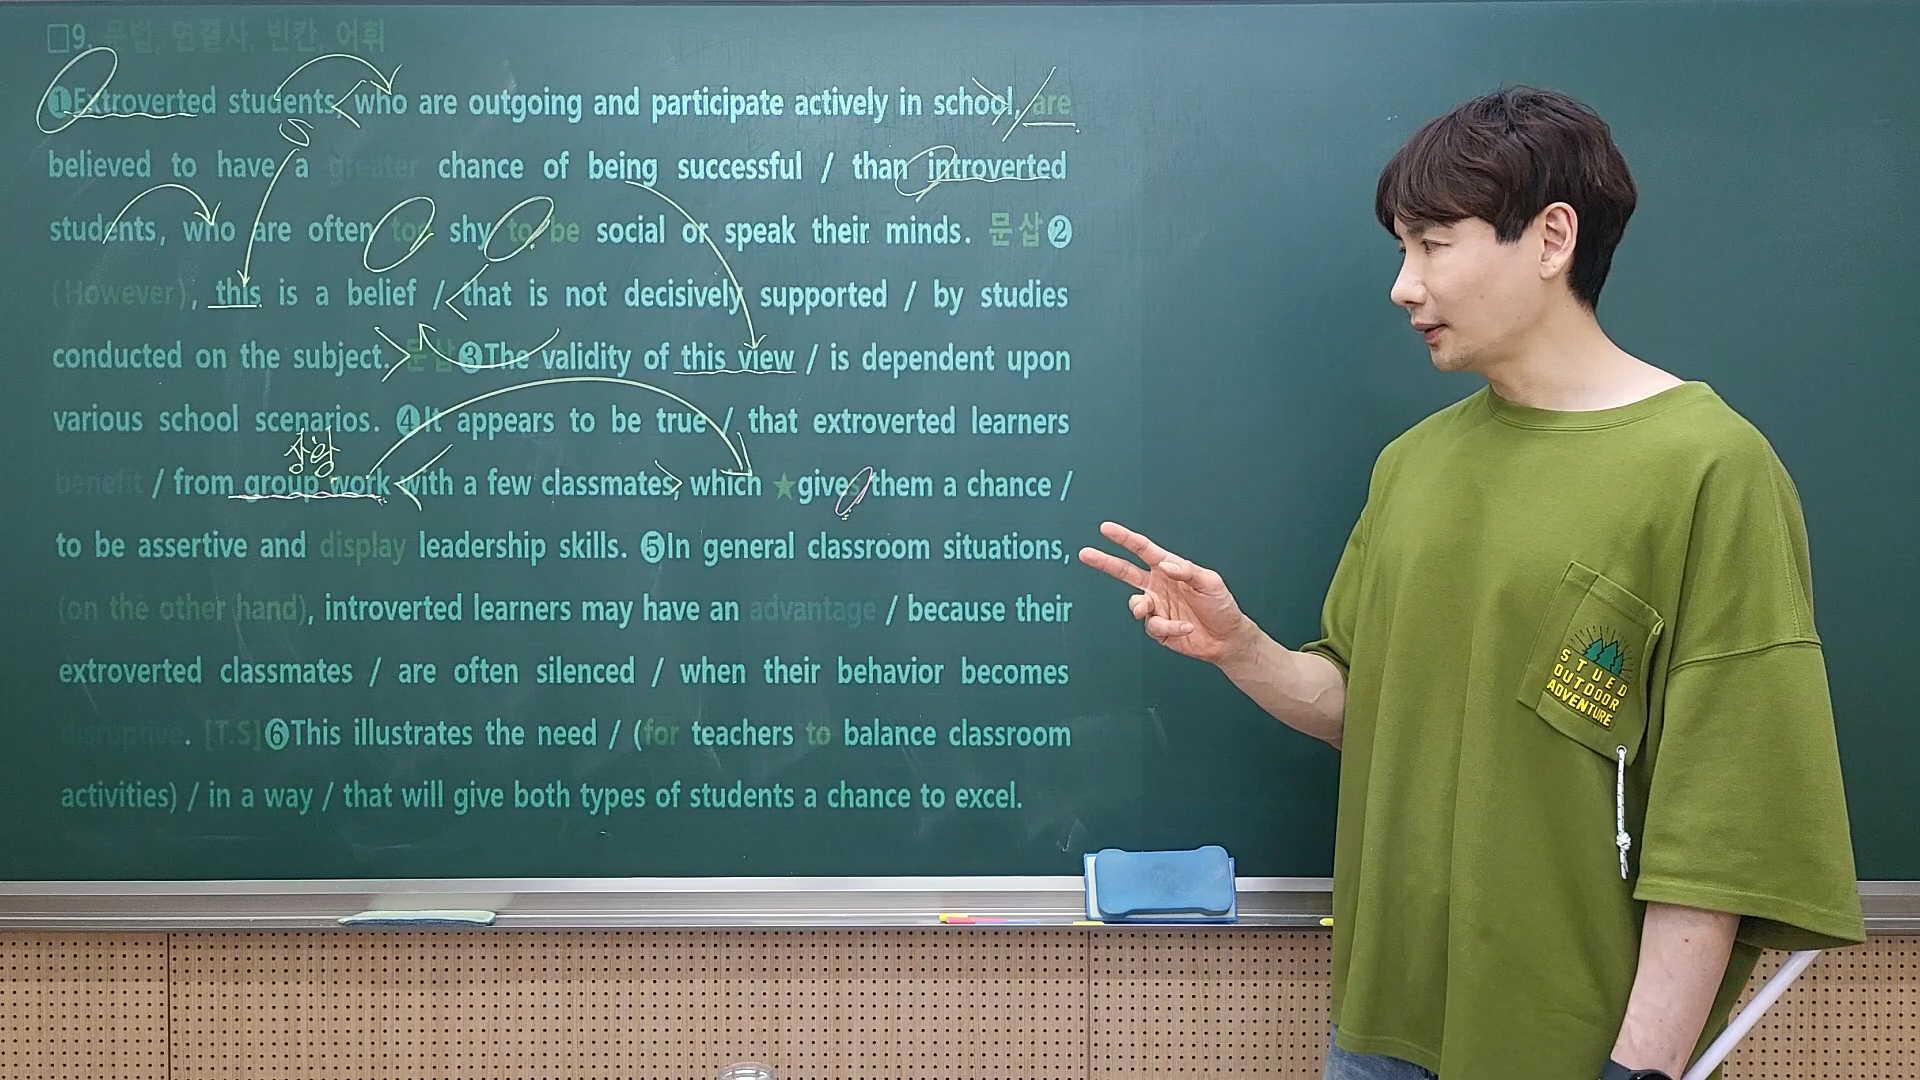 □9. 문법, 연결사, 빈칸, 어휘
❶Extroverted students, who are outgoing and participate actively in school, are
believed to have a greater chance of being successful / than introverted
students, who are often too shy to be social or speak their minds. 문삽❷
(However), this is a belief / that is not decisively supported / by studies
conducted on the subject. 문삽❸The validity of this view / is dependent upon
various school scenarios. ❹It appears to be true / that extroverted learners
상황
benefit / from group work with a few classmates, which ★gives them a chance /
to be assertive and display leadership skills. ❺In general classroom situations,
(on the other hand), introverted learners may have an advantage / because their
extroverted classmates / are often silenced / when their behavior becomes
disruptive. [T.S]❻This illustrates the need / (for teachers to balance classroom
activities) / in a way / that will give both types of students a chance to excel.
STUED
OUTDOOR
ADVENTURE